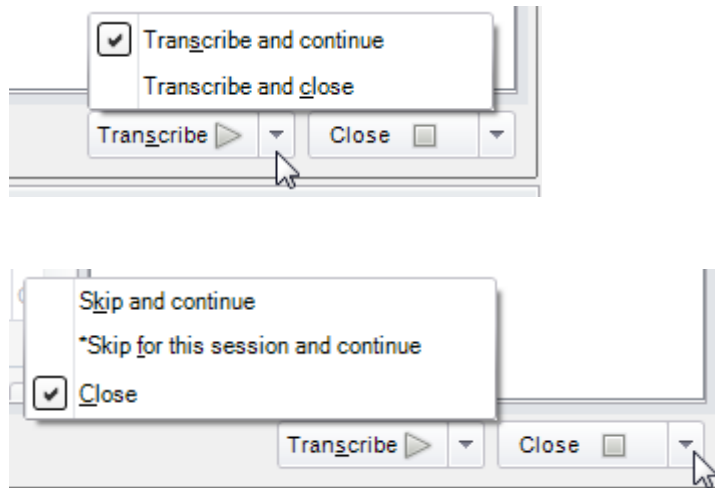 Transcribe and continue
Transcribe and close
Transcribe Close
Skip and continue
*Skip for this session and continue
Close
Transcribe Close